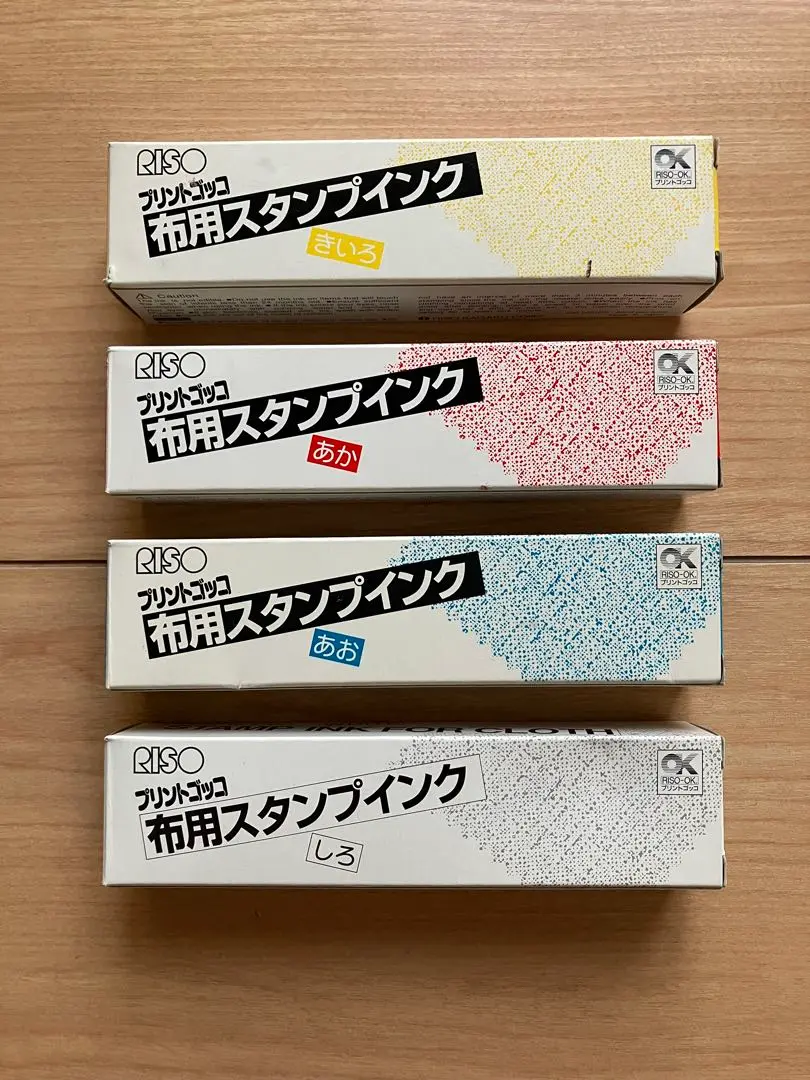 RISO
プリントゴッコ
布用スタンプインク
きいろ
OK
RISO-OK
プリントゴッコ
Caution
RISO
プリントゴッコ
布用スタンプインク
あか
OK
RISO-OK
プリントゴッコ
RISO
プリントゴッコ
布用スタンプインク
あお
OK
RISO-OK
プリントゴッコ
STAMP INK FOR CLOTH
RISO
プリントゴッコ
布用スタンプインク
しろ
OK
RISO-OK
プリントゴッコ